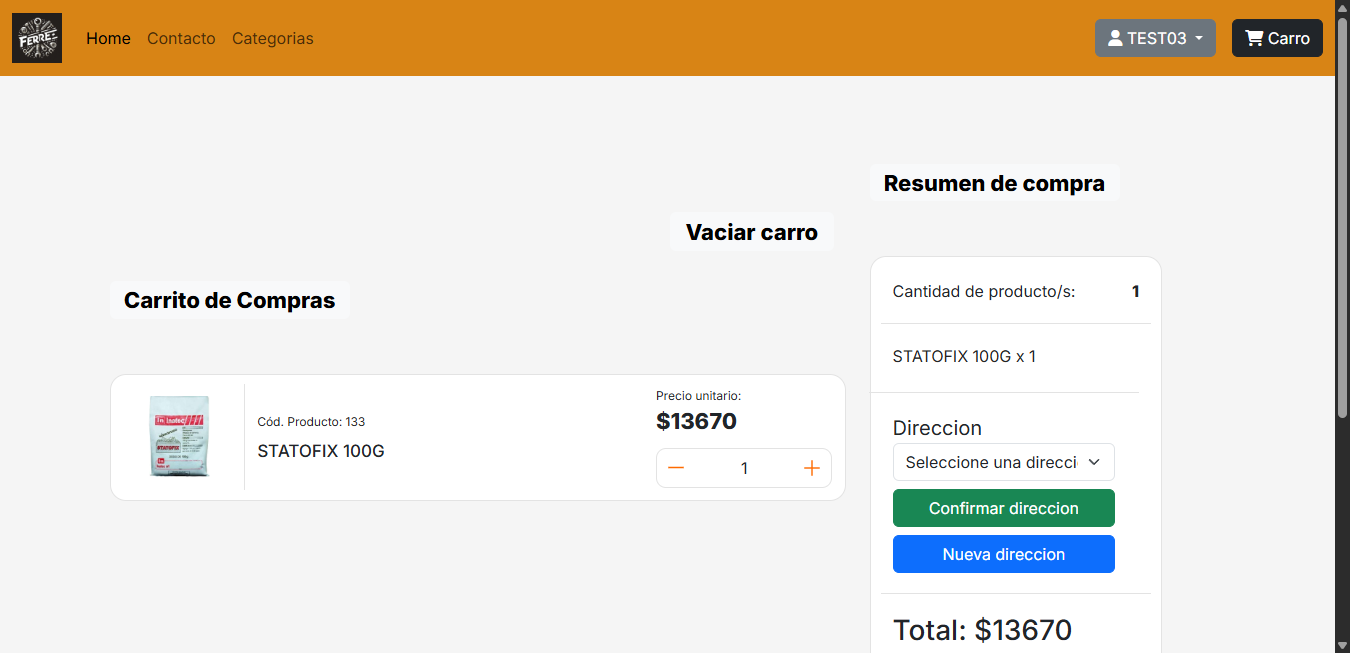 FERRE
Home
Contacto
Categorias
TEST03
Carro
Resumen de compra
Vaciar carro
Carrito de Compras
Cód. Producto: 133
STATOFIX 100G
Precio unitario:
$13670
1
Cantidad de producto/s: 1
STATOFIX 100G x 1
Direccion
Seleccione una direcci
Confirmar direccion
Nueva direccion
Total: $13670
STATOFIX